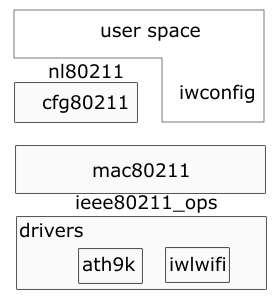 user space
nl80211
iwconfig
cfg80211
mac80211
ieee80211_ops
drivers
ath9k
iwlwifi